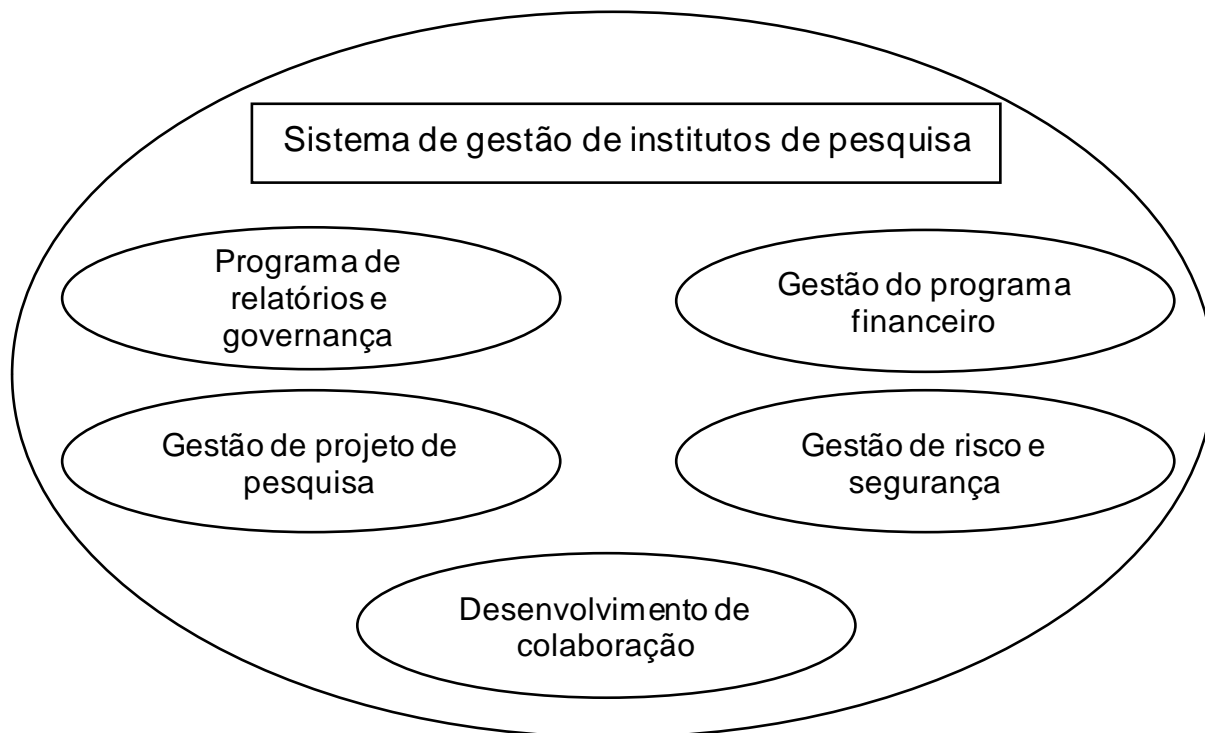 Sistema de gestão de institutos de pesquisa
Programa de
relatórios e
governança
Gestão do programa
financeiro
Gestão de projeto de
pesquisa
Gestão de risco e
segurança
Desenvolvimento de
colaboração